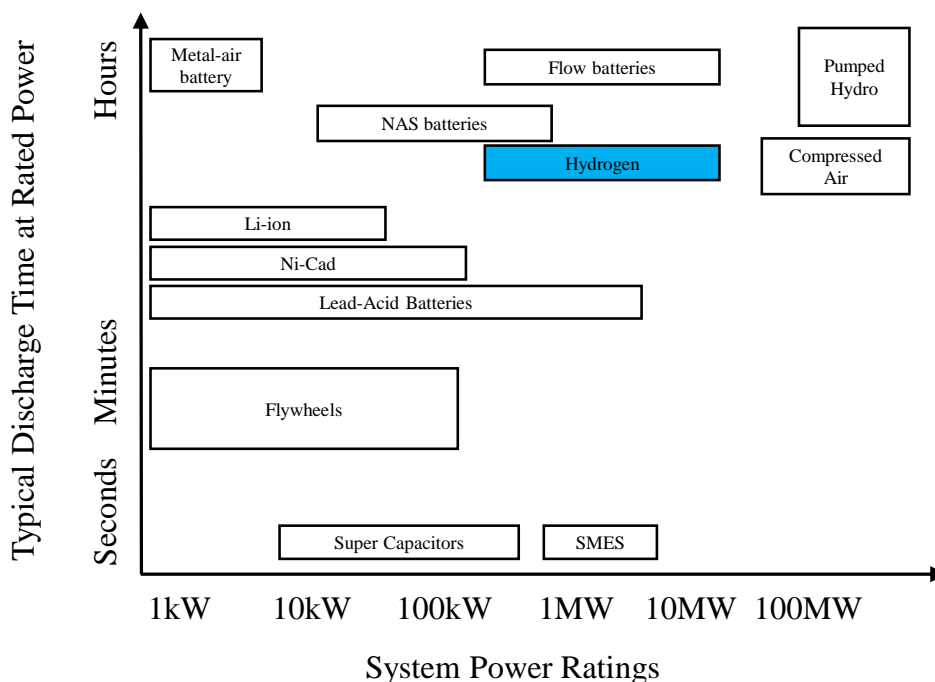 Typical Discharge Time at Rated Power
Hours
Minutes
Seconds
Metal-air
battery
Flow batteries
Pumped
Hydro
NAS batteries
Hydrogen
Compressed
Air
Li-ion
Ni-Cad
Lead-Acid Batteries
Flywheels
Super Capacitors
SMES
1kW
10kW
100kW
1MW
10MW
100MW
System Power Ratings